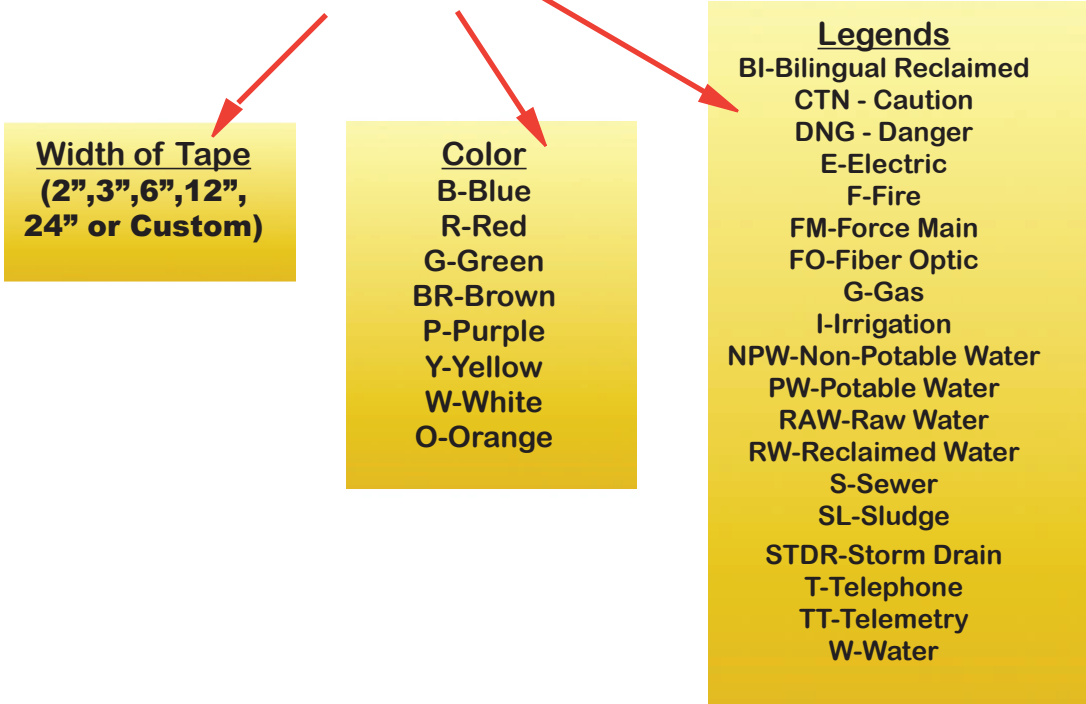 Width of Tape
(2”,3”,6”,12”,
24” or Custom)
Color
B-Blue
R-Red
G-Green
BR-Brown
P-Purple
Y-Yellow
W-White
O-Orange
Legends
BI-Bilingual Reclaimed
CTN - Caution
DNG - Danger
E-Electric
F-Fire
FM-Force Main
FO-Fiber Optic
G-Gas
I-Irrigation
NPW-Non-Potable Water
PW-Potable Water
RAW-Raw Water
RW-Reclaimed Water
S-Sewer
SL-Sludge
STDR-Storm Drain
T-Telephone
TT-Telemetry
W-Water